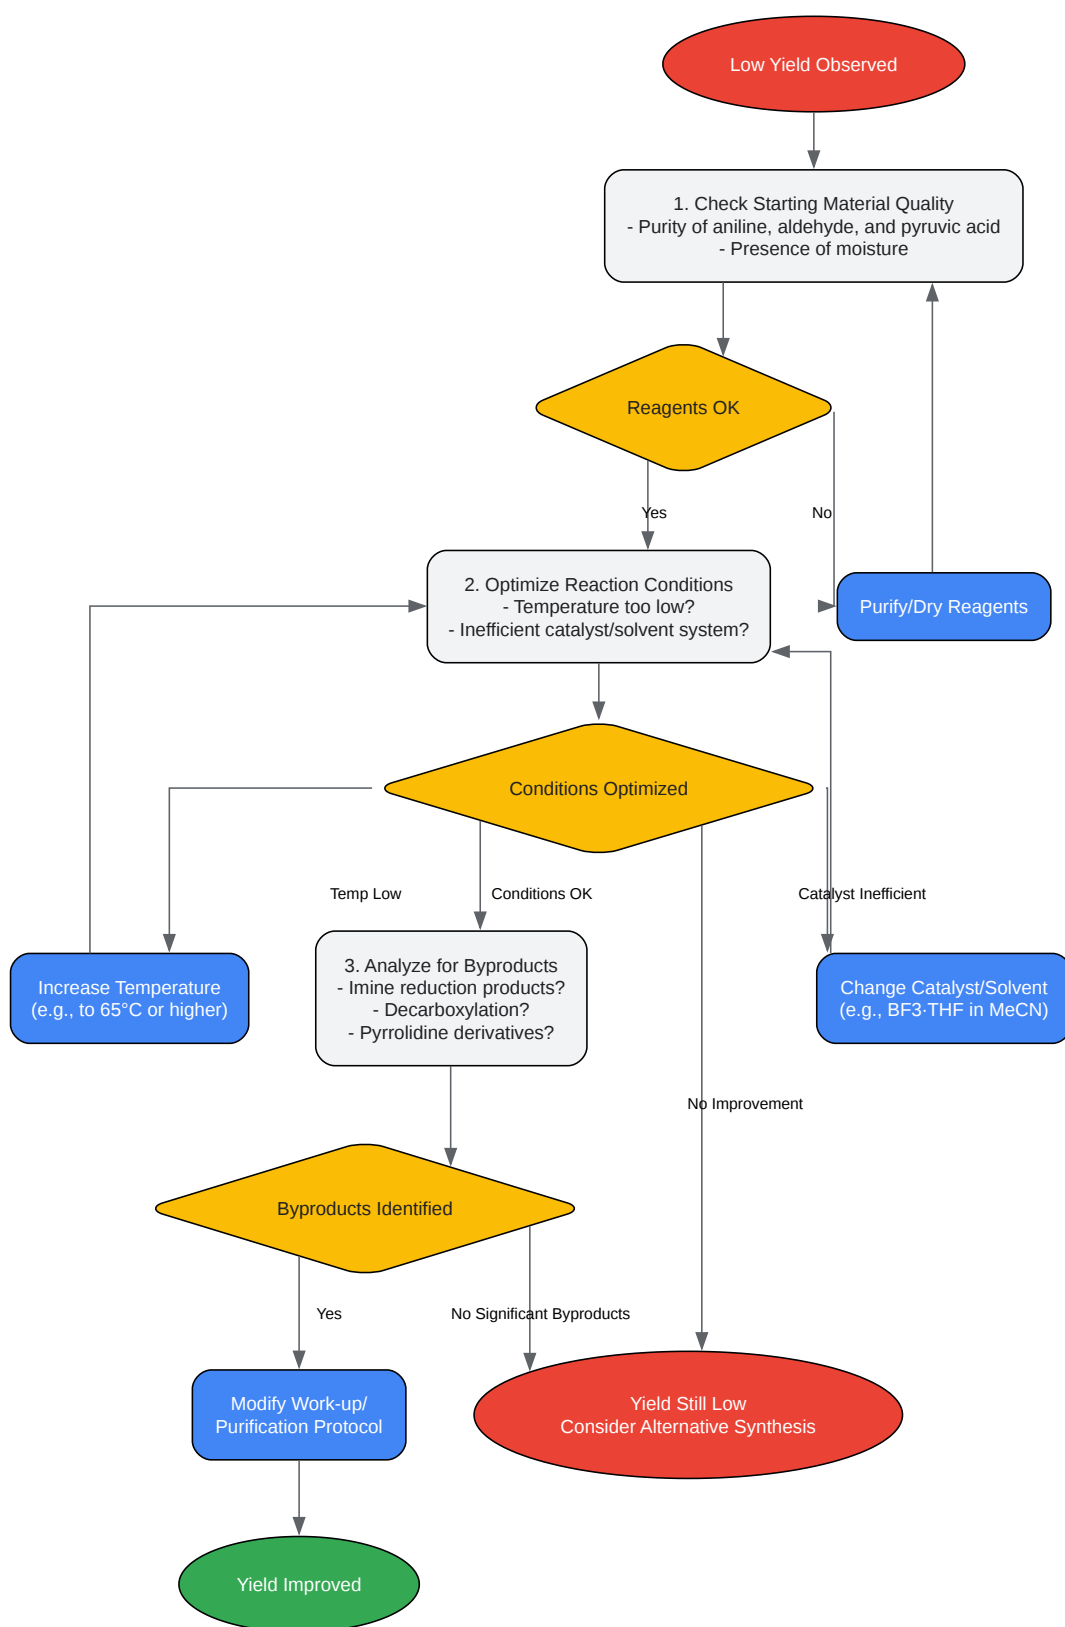 Low Yield Observed
1. Check Starting Material Quality
- Purity of aniline, aldehyde, and pyruvic acid
- Presence of moisture
Reagents OK
Yes
No
2. Optimize Reaction Conditions
- Temperature too low?
- Inefficient catalyst/solvent system?
Purify/Dry Reagents
Conditions Optimized
Temp Low
Conditions OK
Catalyst Inefficient
Increase Temperature
(e.g., to 65°C or higher)
3. Analyze for Byproducts
- Imine reduction products?
- Decarboxylation?
- Pyrrolidine derivatives?
Change Catalyst/Solvent
(e.g., BF3·THF in MeCN)
No Improvement
Byproducts Identified
Yes
No Significant Byproducts
Modify Work-up/
Purification Protocol
Yield Still Low
Consider Alternative Synthesis
Yield Improved